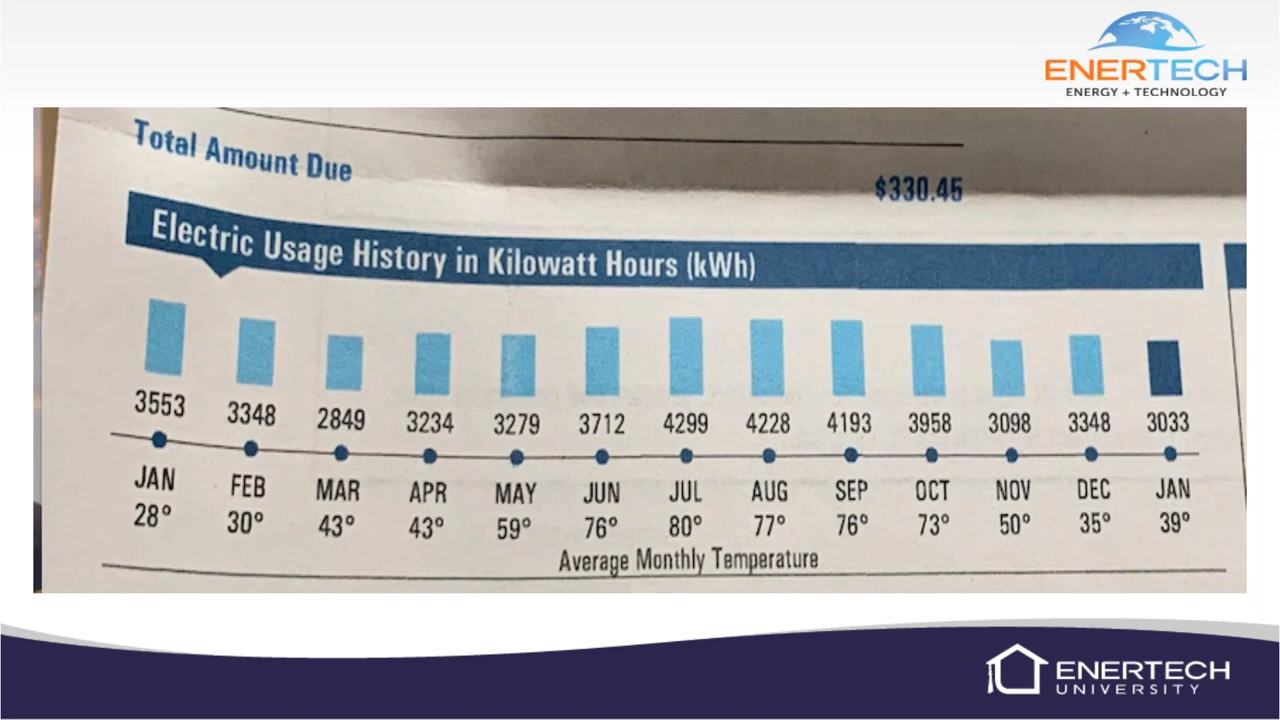 ENERTECH
ENERGY + TECHNOLOGY
Total Amount Due
$330.45
Electric Usage History in Kilowatt Hours (kWh)
3553 3348 2849 3234 3279 3712 4299 4228 4193 3958 3098 3348 3033
JAN FEB MAR APR MAY JUN JUL AUG SEP OCT NOV DEC JAN
28° 30° 43° 43° 59° 76° 80° 77° 76° 73° 50° 35° 39°
Average Monthly Temperature
ENERTECH
UNIVERSITY